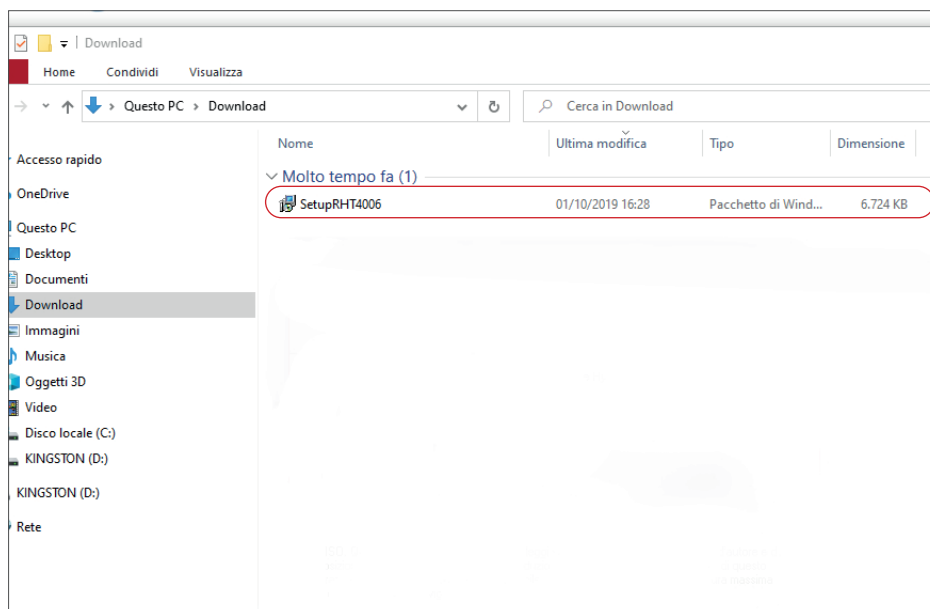 Download
Home Condividi Visualizza
Questo PC > Download
Cerca in Download
Nome Ultima modifica Tipo Dimensione
Accesso rapido
OneDrive
Questo PC
Desktop
Documenti
Download
Immagini
Musica
Oggetti 3D
Video
Disco locale (C:)
KINGSTON (D:)
KINGSTON (D:)
Rete
Molto tempo fa (1)
SetupRHT4006 01/10/2019 16:28 Pacchetto di Wind... 6.724 KB